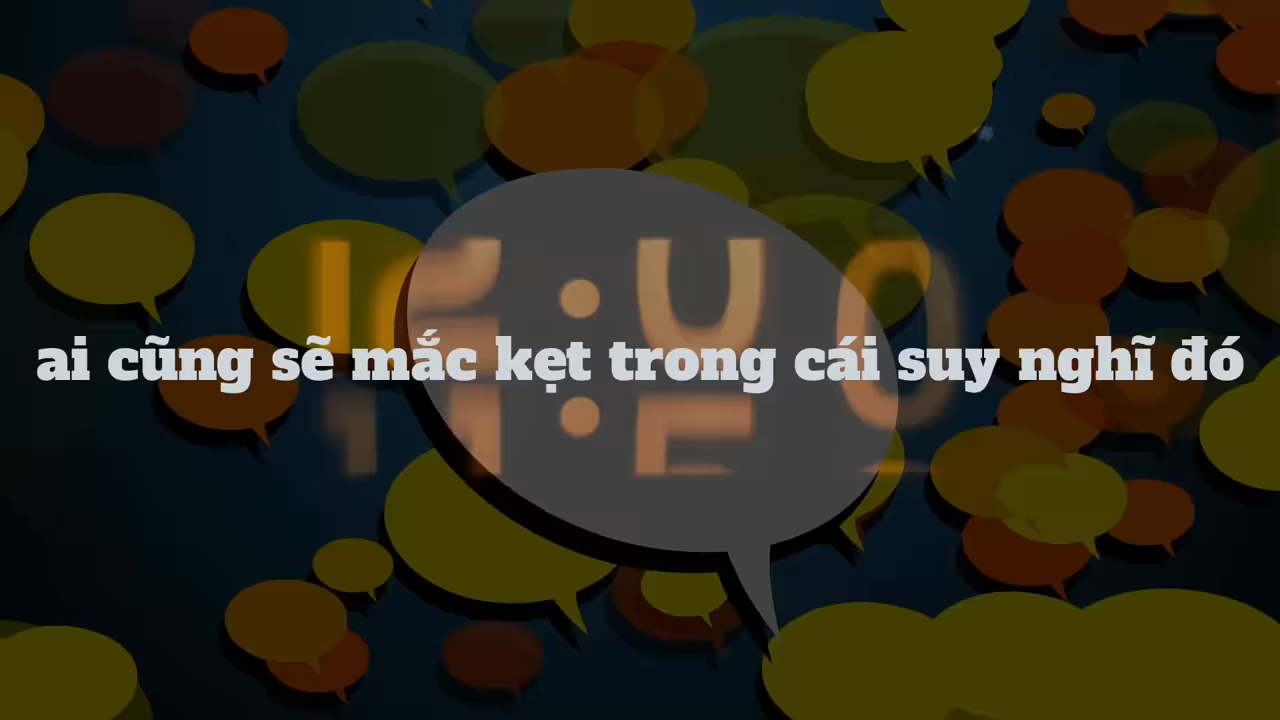 ai cũng sẽ mắc kẹt trong cái suy nghĩ đó